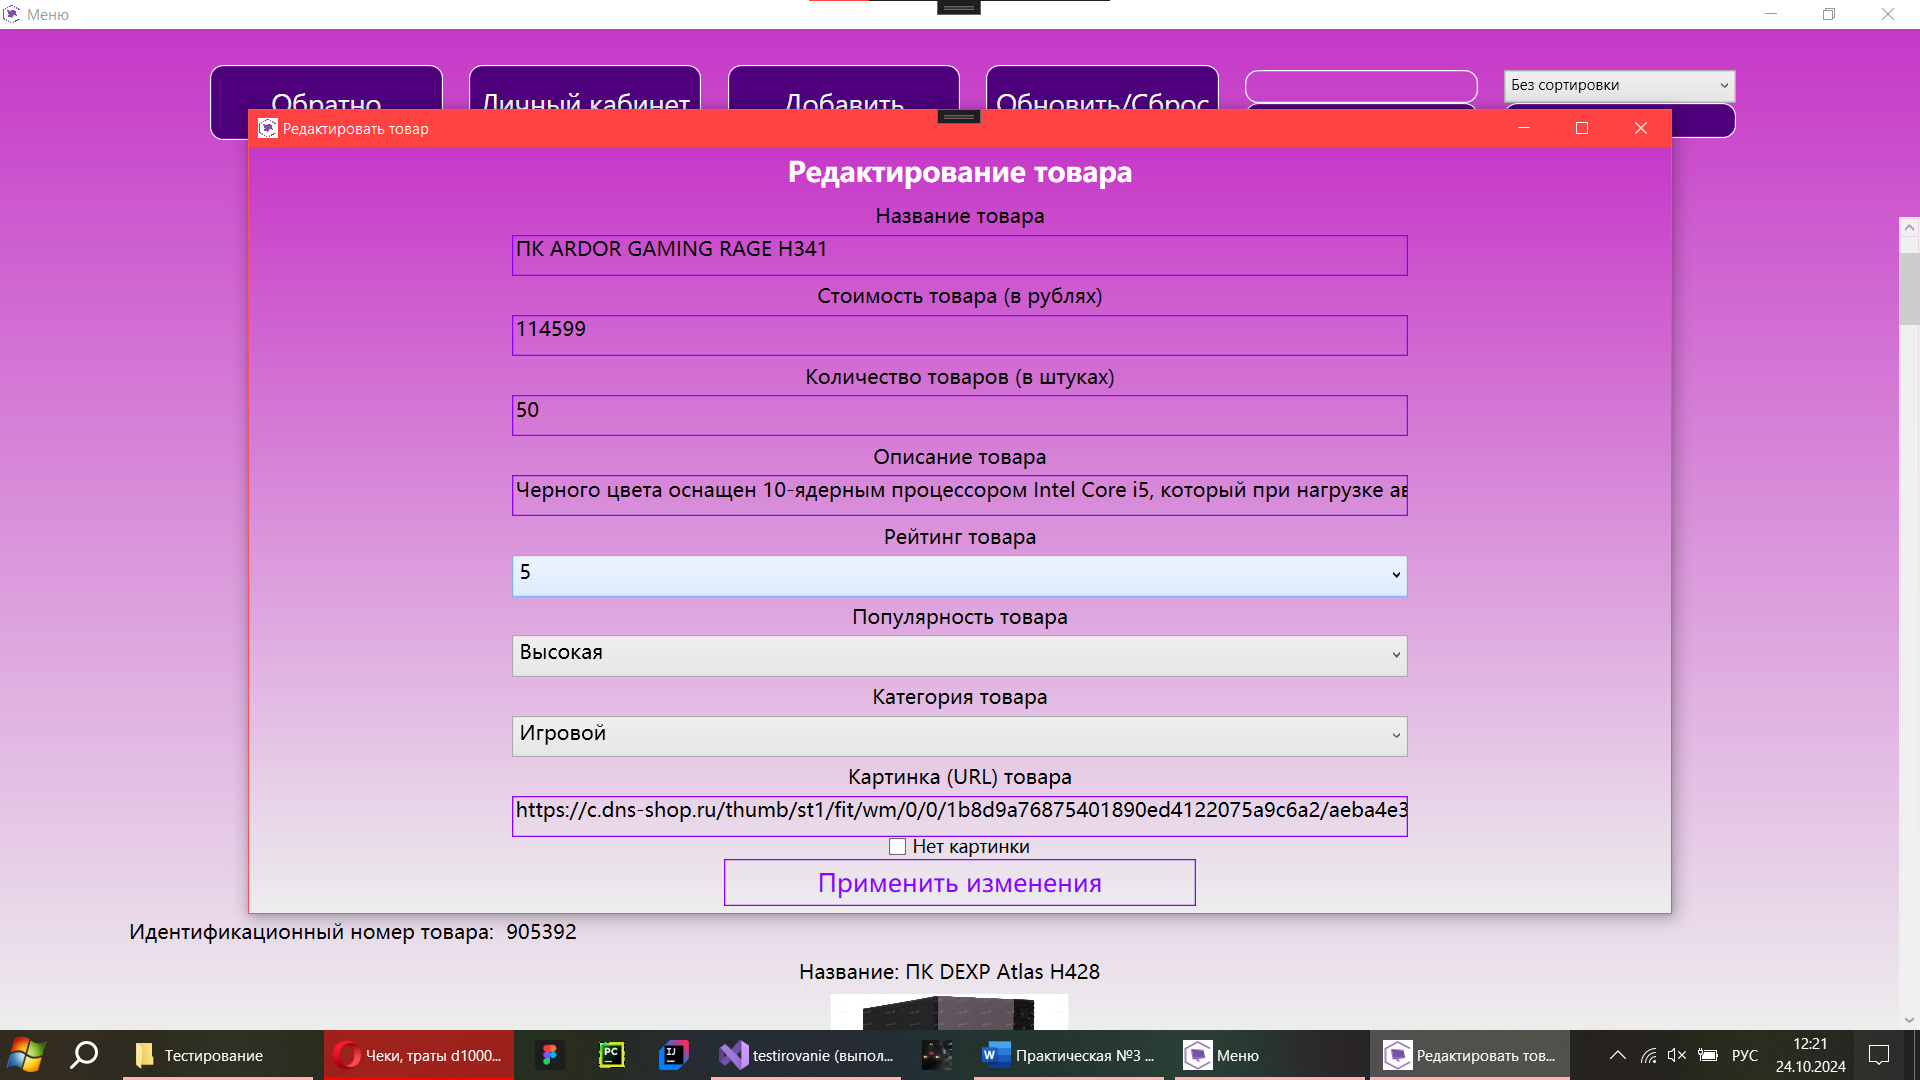 Меню
Обратно
Личный кабинет
Добавить
Обновить/Сброс
Без сортировки
Редактировать товар
Редактирование товара
Название товара
ПК ARDOR GAMING RAGE H341
Стоимость товара (в рублях)
114599
Количество товаров (в штуках)
50
Описание товара
Черного цвета оснащен 10-ядерным процессором Intel Core i5, который при нагрузке ав
Рейтинг товара
5
Популярность товара
Высокая
Категория товара
Игровой
Картинка (URL) товара
https://c.dns-shop.ru/thumb/st1/fit/wm/0/0/1b8d9a76875401890ed4122075a9c6a2/aeba4e3
Нет картинки
Применить изменения
Идентификационный номер товара: 905392
Название: ПК DEXP Atlas H428
Тестирование
Чеки, траты d1000...
PC
IJ
testirovanie (выпол...
Практическая №3 ...
Меню
Редактировать тов...
РУС
12:21
24.10.2024